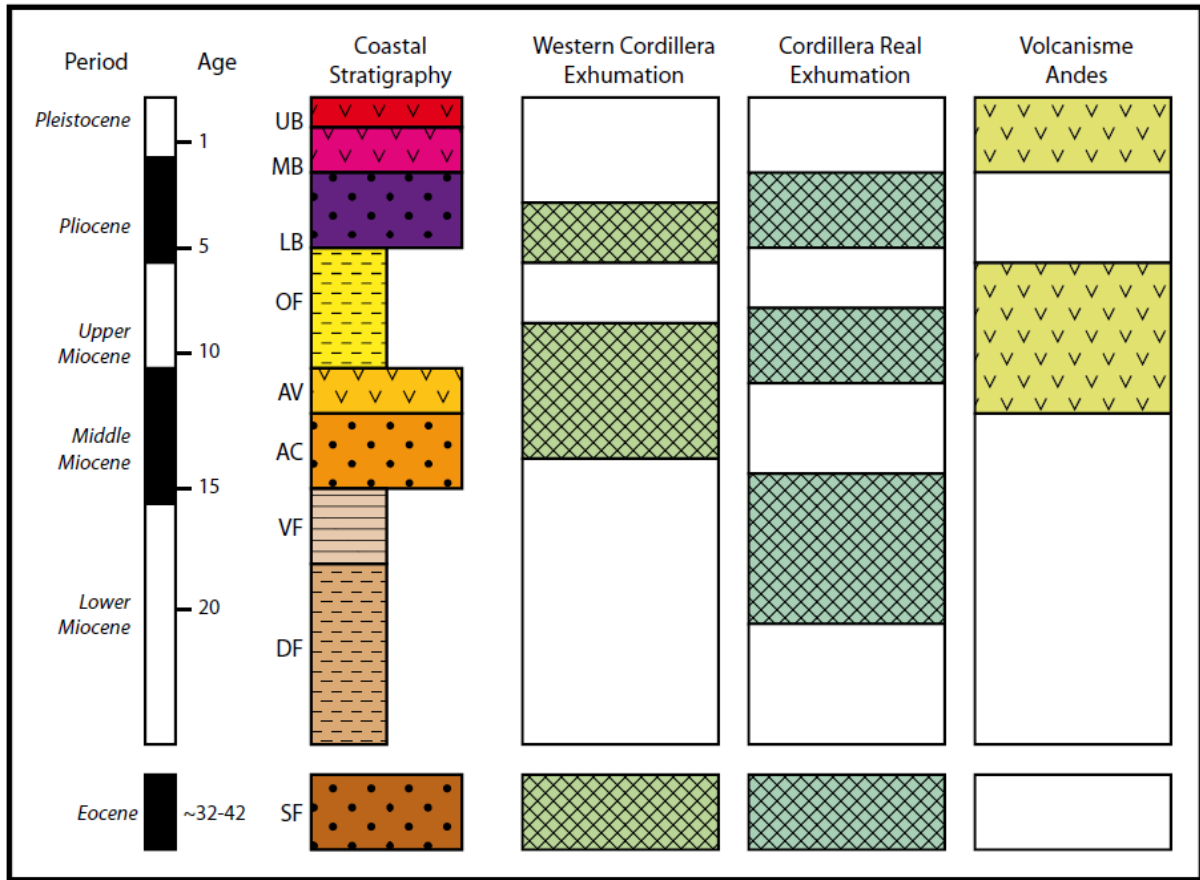 Period
Age
Coastal
Stratigraphy
Western Cordillera
Exhumation
Cordillera Real
Exhumation
Volcanisme
Andes
Pleistocene
1
UB
MB
Pliocene
5
LB
OF
Upper
Miocene
10
AV
Middle
Miocene
AC
15
VF
Lower
Miocene
20
DF
Eocene
~32-42
SF